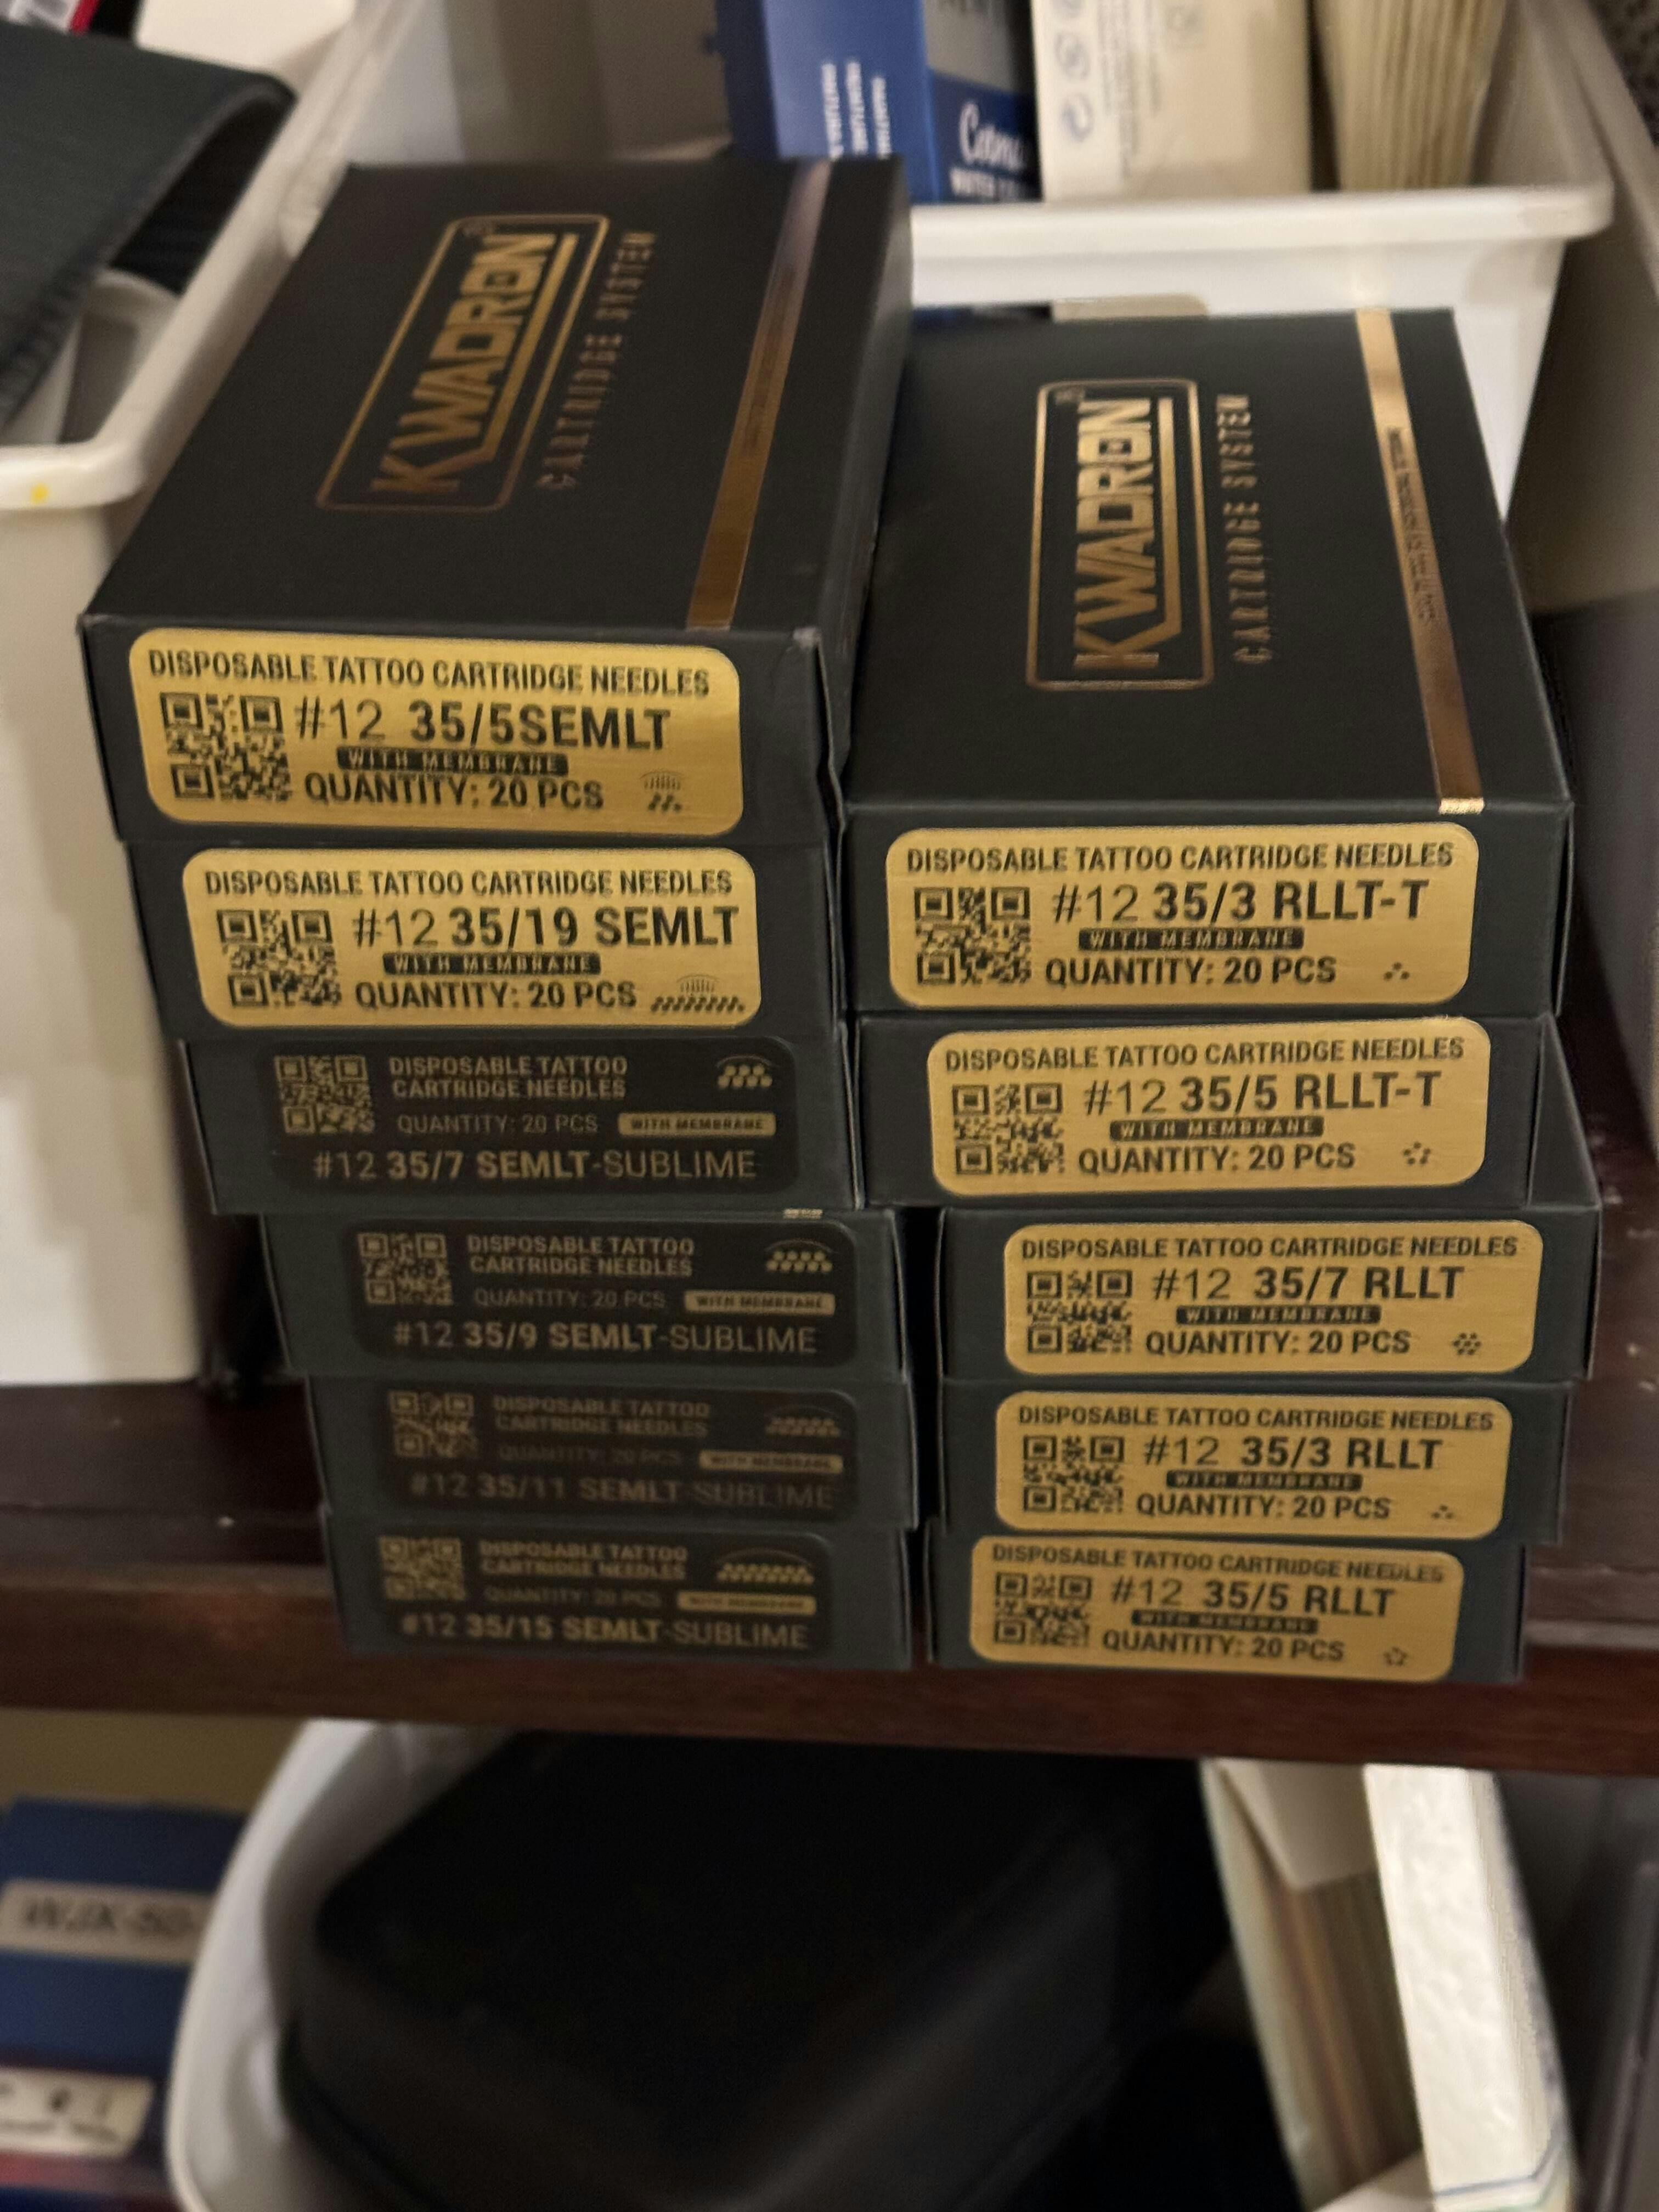 KWADRON®
CARTRIDGE SYSTEM
DISPOSABLE TATTOO CARTRIDGE NEEDLES
#12 35/5SEMLT
WITH MEMBRANE
QUANTITY: 20 PCS
DISPOSABLE TATTOO CARTRIDGE NEEDLES
#12 35/19 SEMLT
WITH MEMBRANE
QUANTITY: 20 PCS
DISPOSABLE TATTOO
CARTRIDGE NEEDLES
QUANTITY: 20 PCS WITH MEMBRANE
#12 35/7 SEMLT-SUBLIME
DISPOSABLE TATTOO
CARTRIDGE NEEDLES
QUANTITY: 20 PCS WITH MEMBRANE
#12 35/9 SEMLT-SUBLIME
DISPOSABLE TATTOO
CARTRIDGE NEEDLES
QUANTITY: 20 PCS WITH MEMBRANE
#12 35/11 SEMLT-SUBLIME
DISPOSABLE TATTOO
CARTRIDGE NEEDLES
QUANTITY: 20 PCS WITH MEMBRANE
#12 35/15 SEMLT-SUBLIME
KWADRON®
CARTRIDGE SYSTEM
DISPOSABLE TATTOO CARTRIDGE NEEDLES
#12 35/3 RLLT-T
WITH MEMBRANE
QUANTITY: 20 PCS
DISPOSABLE TATTOO CARTRIDGE NEEDLES
#12 35/5 RLLT-T
WITH MEMBRANE
QUANTITY: 20 PCS
DISPOSABLE TATTOO CARTRIDGE NEEDLES
#12 35/7 RLLT
WITH MEMBRANE
QUANTITY: 20 PCS
DISPOSABLE TATTOO CARTRIDGE NEEDLES
#12 35/3 RLLT
WITH MEMBRANE
QUANTITY: 20 PCS
DISPOSABLE TATTOO CARTRIDGE NEEDLES
#12 35/5 RLLT
WITH MEMBRANE
QUANTITY: 20 PCS